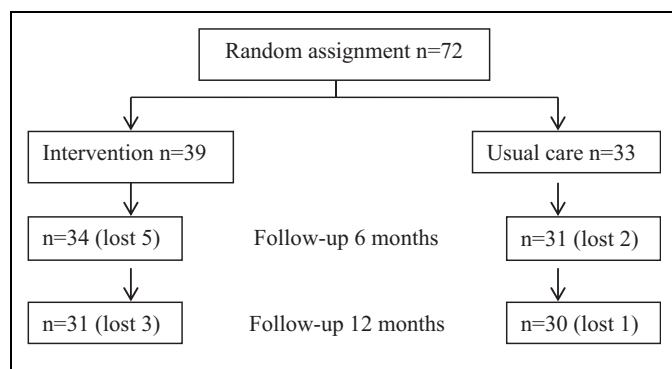 Random assignment n=72
Intervention n=39
Usual care n=33
n=34 (lost 5)
Follow-up 6 months
n=31 (lost 2)
n=31 (lost 3)
Follow-up 12 months
n=30 (lost 1)